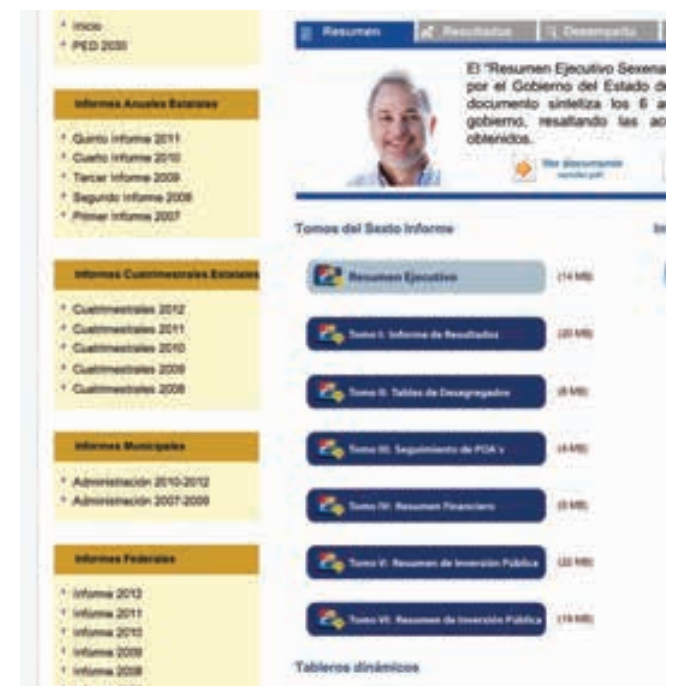 Inicio
PED 2030
Informes Anuales Estatales
Quinto Informe 2011
Cuarto Informe 2010
Tercer Informe 2009
Segundo Informe 2008
Primer Informe 2007
Informes Cuatrimestrales Estatales
Cuatrimestrales 2012
Cuatrimestrales 2011
Cuatrimestrales 2010
Cuatrimestrales 2009
Cuatrimestrales 2008
Informes Municipales
Administración 2010-2012
Administración 2007-2009
Informes Federales
Informe 2012
Informe 2011
Informe 2010
Informe 2009
Informe 2008
Resumen Resultados Desempeño
El "Resumen Ejecutivo Sexena
por el Gobierno del Estado de
documento sintetiza los 6 a
gobierno, resaltando las ac
obtenidos.
Ver documento
Tomos del Sexto Informe
Resumen Ejecutivo (14 MB)
Tomo I: Informe de Resultados (20 MB)
Tomo II: Tablas de Desagregados (8 MB)
Tomo III: Seguimiento de POA's (4 MB)
Tomo IV: Resumen Financiero
Tomo V: Resumen de Inversión Pública (22 MB)
Tomo VI: Resumen de Inversión Pública (19 MB)
Tableros dinámicos